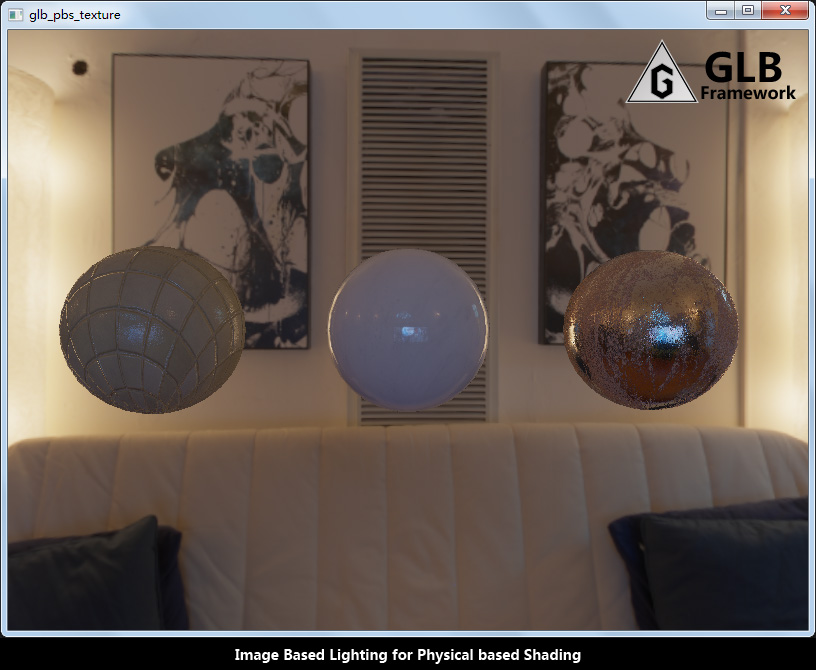 glb_pbs_texture
G
GLB
Framework
Image Based Lighting for Physical based Shading